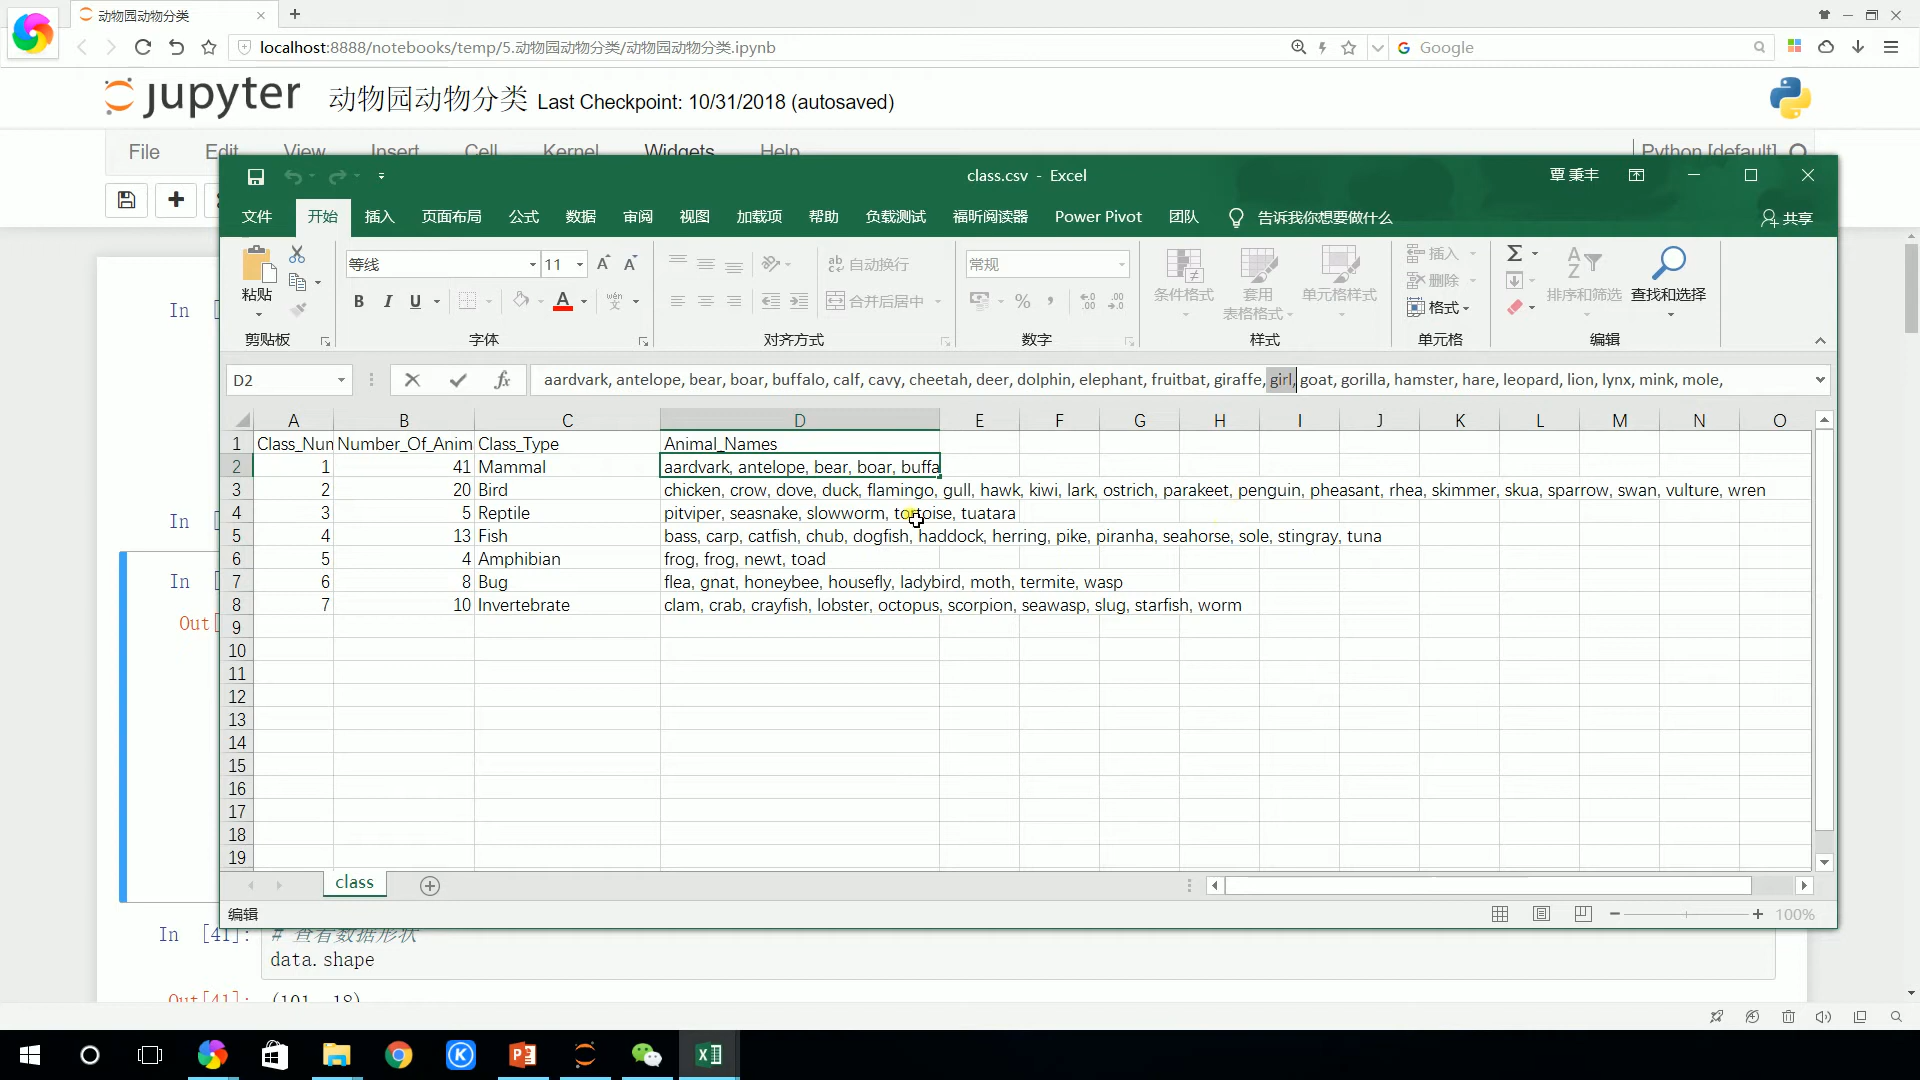 动物园动物分类
localhost:8888/notebooks/temp/5.动物园动物分类/动物园动物分类.ipynb
Google
jupyter 动物园动物分类 Last Checkpoint: 10/31/2018 (autosaved)
File Edit View Insert Cell Kernel Widgets Help
Python [default]
class.csv - Excel
覃 秉丰
文件 开始 插入 页面布局 公式 数据 审阅 视图 加载项 帮助 负载测试 福昕阅读器 Power Pivot 团队 告诉我你想要做什么 共享
粘贴
等线 11
自动换行
合并后居中
常规
条件格式 套用表格格式 单元格样式
插入
删除
格式
排序和筛选 查找和选择
剪贴板 字体 对齐方式 数字 样式 单元格 编辑
D2
aardvark, antelope, bear, boar, buffalo, calf, cavy, cheetah, deer, dolphin, elephant, fruitbat, giraffe, girl, goat, gorilla, hamster, hare, leopard, lion, lynx, mink, mole,
A B C D E F G H I J K L M N O
1 Class_Num Number_Of_Anim Class_Type Animal_Names
2 1 41 Mammal aardvark, antelope, bear, boar, buffa
3 2 20 Bird chicken, crow, dove, duck, flamingo, gull, hawk, kiwi, lark, ostrich, parakeet, penguin, pheasant, rhea, skimmer, skua, sparrow, swan, vulture, wren
4 3 5 Reptile pitviper, seasnake, slowworm, tortoise, tuatara
5 4 13 Fish bass, carp, catfish, chub, dogfish, haddock, herring, pike, piranha, seahorse, sole, stingray, tuna
6 5 4 Amphibian frog, frog, newt, toad
7 6 8 Bug flea, gnat, honeybee, housefly, ladybird, moth, termite, wasp
8 7 10 Invertebrate clam, crab, crayfish, lobster, octopus, scorpion, seawasp, slug, starfish, worm
9
10
11
12
13
14
15
16
17
18
19
class
编辑
100%
In [
In [
In [
Out[
In [41]: # 查看数据形状
data.shape
Out[41]: (101, 18)